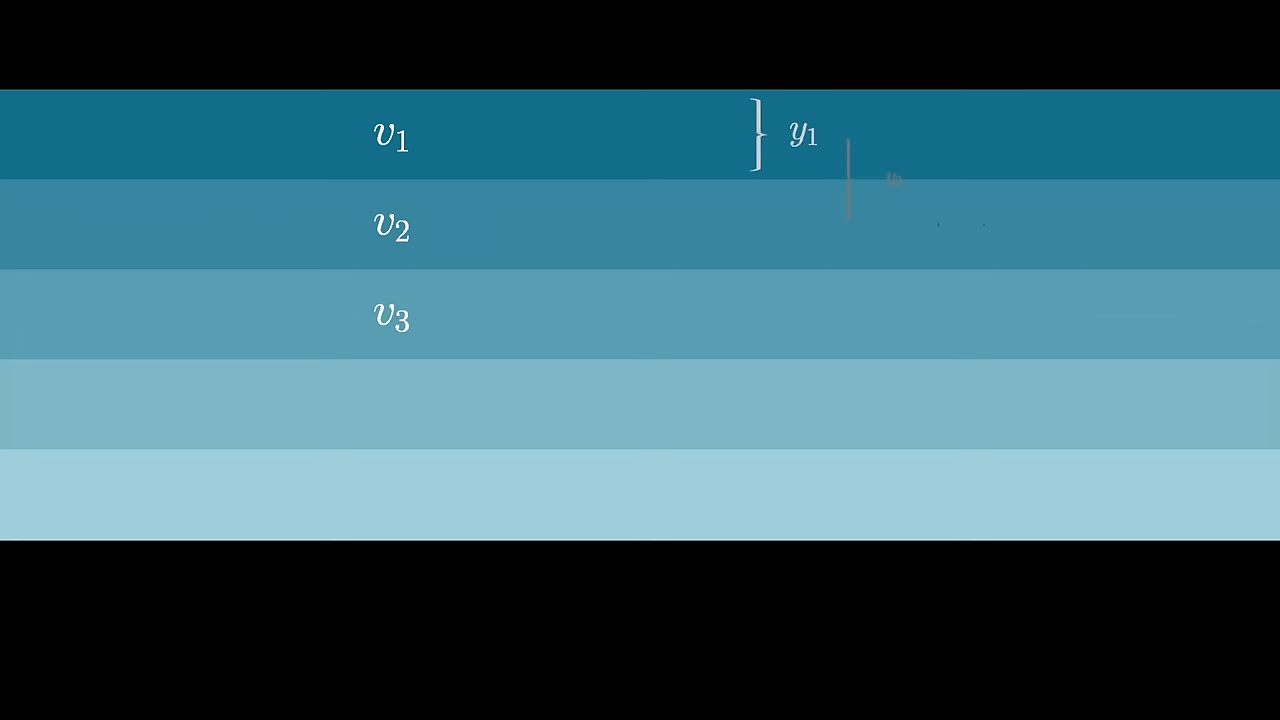 v₁ } y₁
v₂
v₃